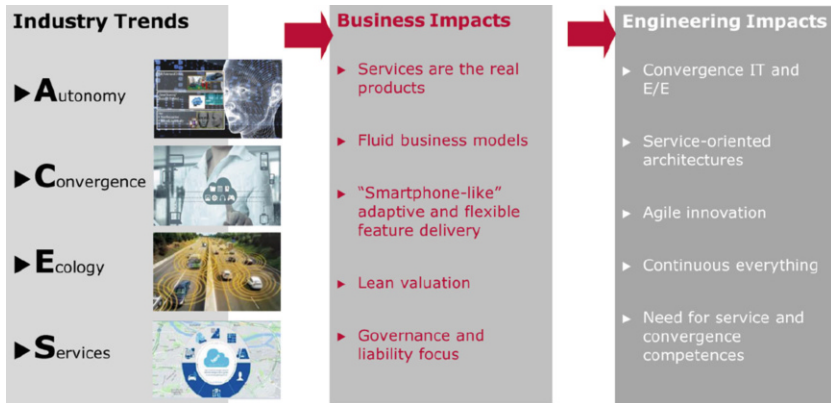 Industry Trends
►Autonomy
►Convergence
►Ecology
►Services
Business Impacts
► Services are the real
products
► Fluid business models
► “Smartphone-like”
adaptive and flexible
feature delivery
► Lean valuation
► Governance and
liability focus
Engineering Impacts
► Convergence IT and
E/E
► Service-oriented
architectures
► Agile innovation
► Continuous everything
► Need for service and
convergence
competences